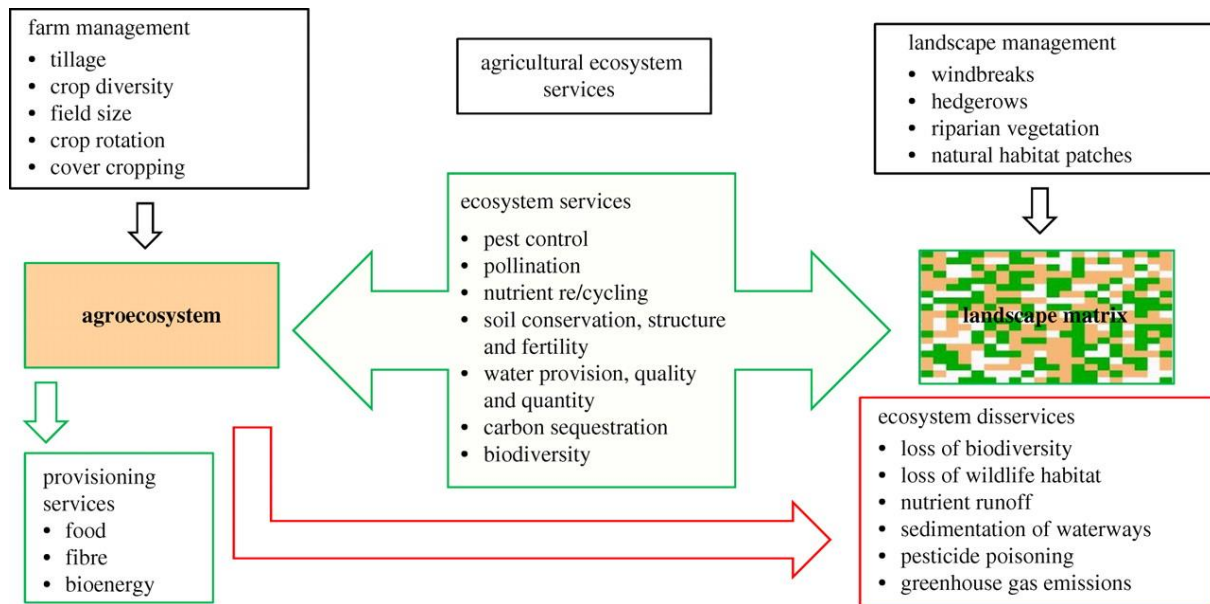 farm management
• tillage
• crop diversity
• field size
• crop rotation
• cover cropping
agricultural ecosystem
services
landscape management
• windbreaks
• hedgerows
• riparian vegetation
• natural habitat patches
agroecosystem
ecosystem services
• pest control
• pollination
• nutrient re/cycling
• soil conservation, structure
and fertility
• water provision, quality
and quantity
• carbon sequestration
• biodiversity
landscape matrix
provisioning
services
• food
• fibre
• bioenergy
ecosystem disservices
• loss of biodiversity
• loss of wildlife habitat
• nutrient runoff
• sedimentation of waterways
• pesticide poisoning
• greenhouse gas emissions